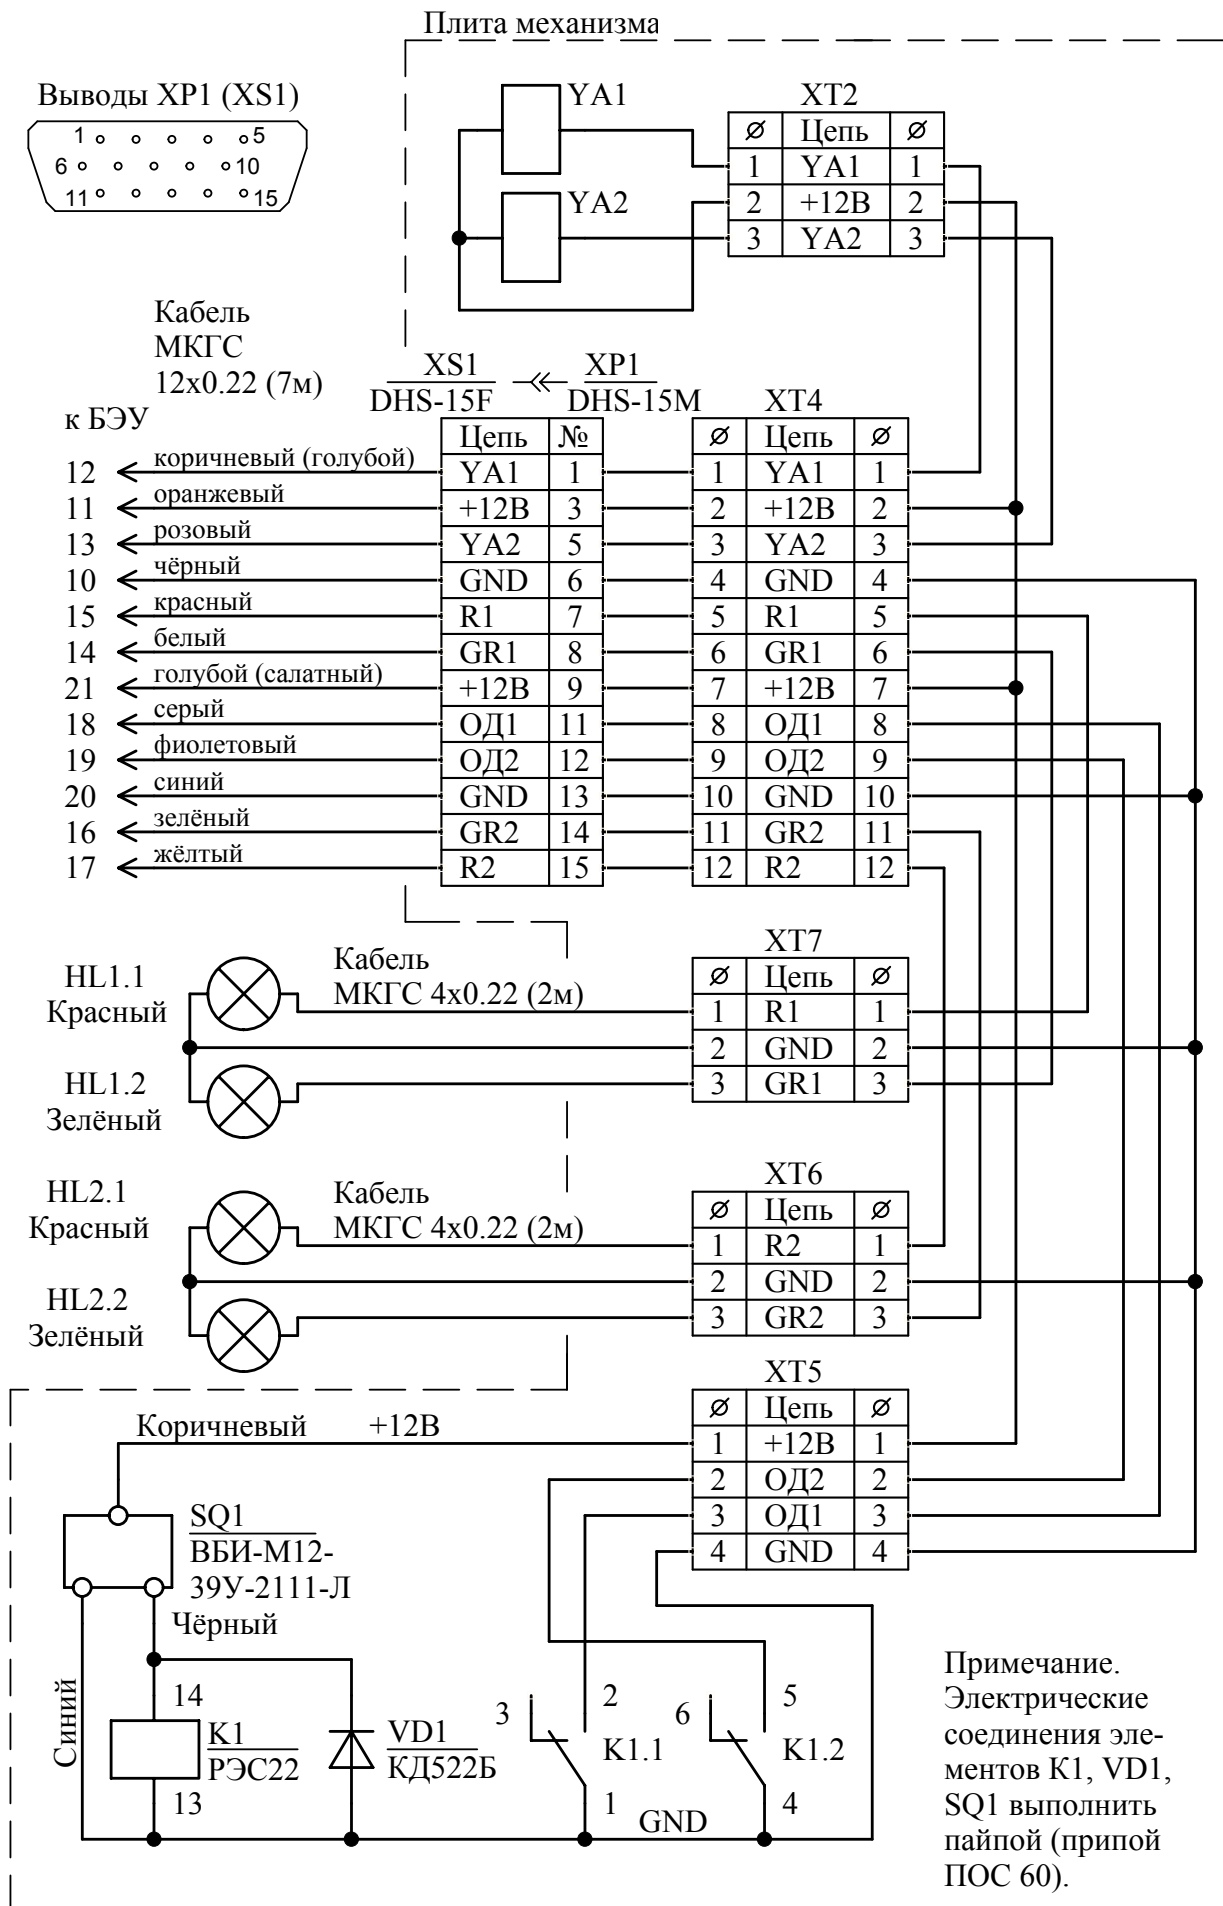 Плита механизма
Выводы XP1 (XS1)
1 5
6 10
11 15
YA1
YA2
XT2
Ø Цепь Ø
1 YA1 1
2 +12В 2
3 YA2 3
Кабель
МКГС
12х0.22 (7м)
к БЭУ
XS1
DHS-15F
XP1
DHS-15M
XT4
Цепь №
Ø Цепь Ø
12 коричневый (голубой) YA1 1 1 YA1 1
11 оранжевый +12В 3 2 +12В 2
13 розовый YA2 5 3 YA2 3
10 чёрный GND 6 4 GND 4
15 красный R1 7 5 R1 5
14 белый GR1 8 6 GR1 6
21 голубой (салатный) +12В 9 7 +12В 7
18 серый ОД1 11 8 ОД1 8
19 фиолетовый ОД2 12 9 ОД2 9
20 синий GND 13 10 GND 10
16 зелёный GR2 14 11 GR2 11
17 жёлтый R2 15 12 R2 12
HL1.1
Красный
HL1.2
Зелёный
Кабель
МКГС 4х0.22 (2м)
XT7
Ø Цепь Ø
1 R1 1
2 GND 2
3 GR1 3
HL2.1
Красный
HL2.2
Зелёный
Кабель
МКГС 4х0.22 (2м)
XT6
Ø Цепь Ø
1 R2 1
2 GND 2
3 GR2 3
XT5
Ø Цепь Ø
1 +12В 1
2 ОД2 2
3 ОД1 3
4 GND 4
Коричневый +12В
SQ1
ВБИ-М12-
39У-2111-Л
Чёрный
Синий
14
K1
РЭС22
13
VD1
КД522Б
3 2
K1.1
1
6 5
K1.2
4
GND
Примечание.
Электрические
соединения эле-
ментов К1, VD1,
SQ1 выполнить
пайпой (припой
ПОС 60).